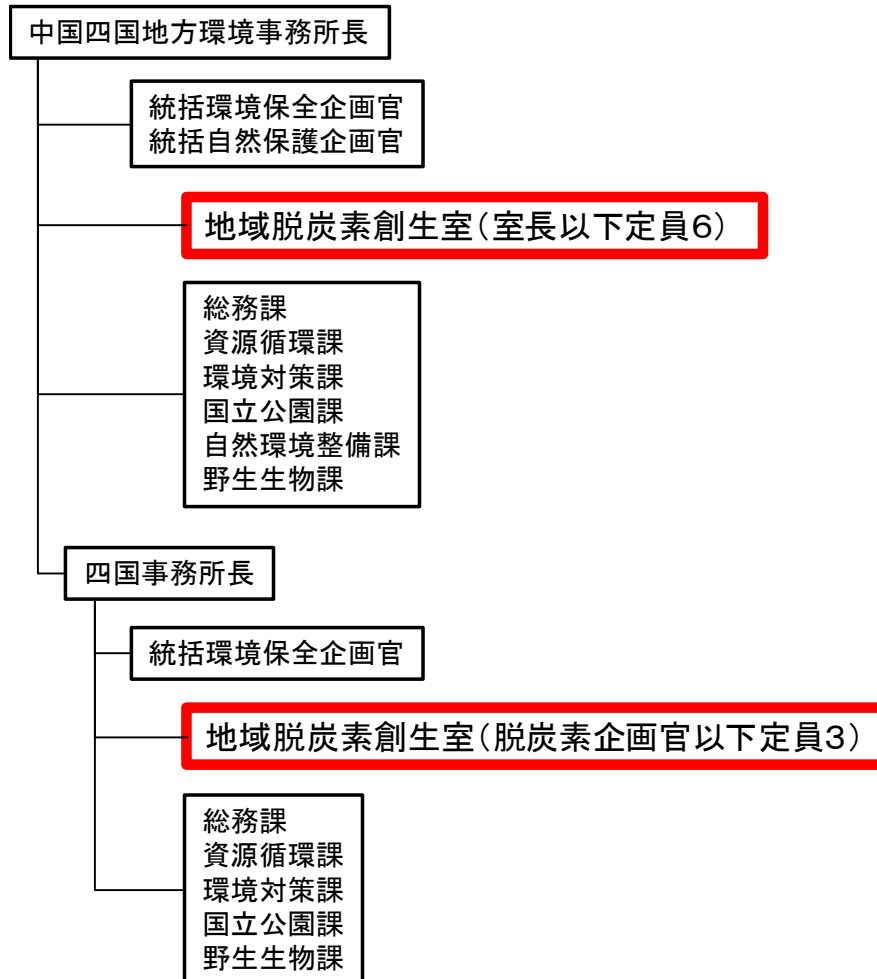 中国四国地方環境事務所長
統括環境保全企画官
統括自然保護企画官
地域脱炭素創生室(室長以下定員6)
総務課
資源循環課
環境対策課
国立公園課
自然環境整備課
野生生物課
四国事務所長
統括環境保全企画官
地域脱炭素創生室(脱炭素企画官以下定員3)
総務課
資源循環課
環境対策課
国立公園課
野生生物課